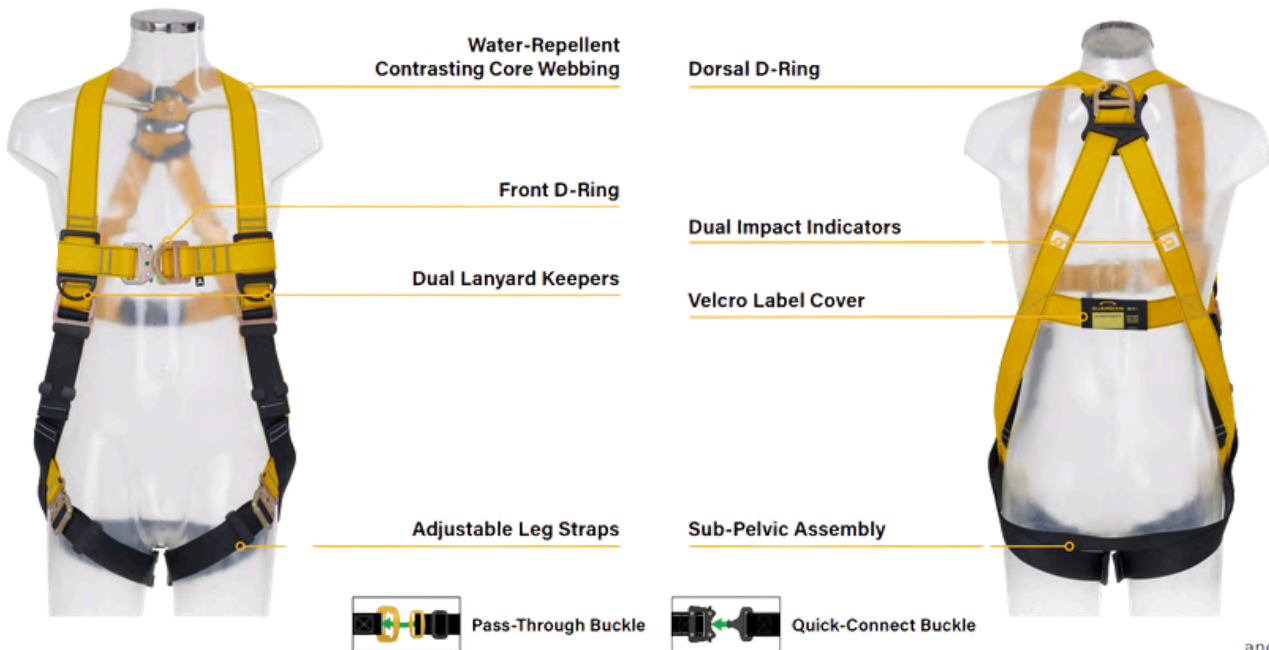 Water-Repellent
Contrasting Core Webbing
Front D-Ring
Dual Lanyard Keepers
Adjustable Leg Straps
Dorsal D-Ring
Dual Impact Indicators
Velcro Label Cover
GUARDIAN
Sub-Pelvic Assembly
Pass-Through Buckle
Quick-Connect Buckle